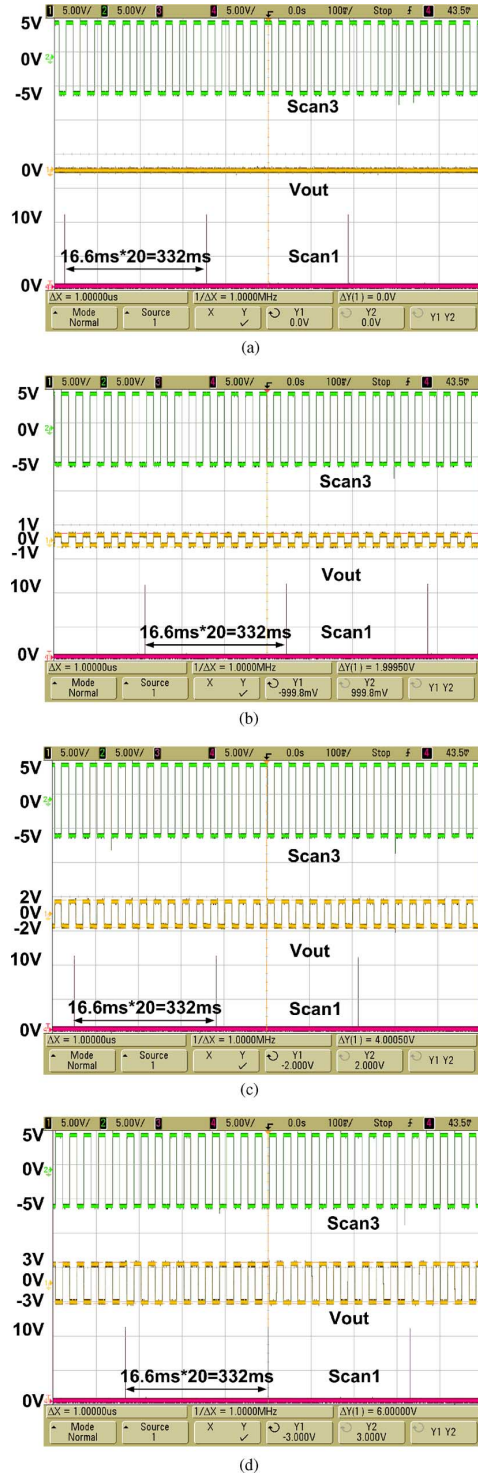 1 5.00V/ 2 5.00V/ 3 4 5.00V/ 0.0s 100%/ Stop 4 43.5%
5V
0V
-5V
Scan3
0V
Vout
10V
16.6ms*20=332ms
Scan1
0V
ΔX = 1.00000us 1/ΔX = 1.0000MHz ΔY(1) = 0.0V
Mode Source X Y Y1 Y2 Y1 Y2
Normal 1 ✓ 0.0V 0.0V
(a)
1 5.00V/ 2 5.00V/ 3 4 5.00V/ 0.0s 100%/ Stop 4 43.5%
5V
0V
-5V
Scan3
1V
0V
-1V
Vout
10V
16.6ms*20=332ms
Scan1
0V
ΔX = 1.00000us 1/ΔX = 1.0000MHz ΔY(1) = 1.99950V
Mode Source X Y Y1 Y2 Y1 Y2
Normal 1 ✓ -999.8mV 999.8mV
(b)
1 5.00V/ 2 5.00V/ 3 4 5.00V/ 0.0s 100%/ Stop 4 43.5%
5V
0V
-5V
Scan3
2V
0V
-2V
Vout
10V
16.6ms*20=332ms
Scan1
0V
ΔX = 1.00000us 1/ΔX = 1.0000MHz ΔY(1) = 4.00050V
Mode Source X Y Y1 Y2 Y1 Y2
Normal 1 ✓ -2.000V 2.000V
(c)
1 5.00V/ 2 5.00V/ 3 4 5.00V/ 0.0s 100%/ Stop 4 43.5%
5V
0V
-5V
Scan3
3V
0V
-3V
Vout
10V
16.6ms*20=332ms
Scan1
0V
ΔX = 1.00000us 1/ΔX = 1.0000MHz ΔY(1) = 6.00000V
Mode Source X Y Y1 Y2 Y1 Y2
Normal 1 ✓ -3.000V 3.000V
(d)